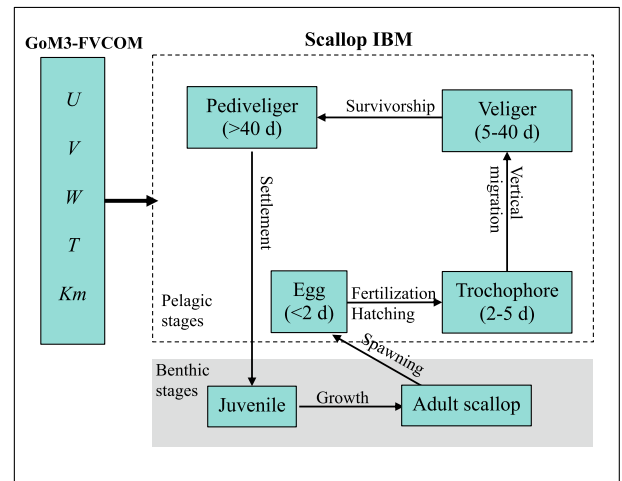 GoM3-FVCOM
U
V
W
T
Km
Scallop IBM
Pediveliger
(>40 d)
Survivorship
Veliger
(5-40 d)
Settlement
Vertical
migration
Egg
(<2 d)
Fertilization
Hatching
Trochophore
(2-5 d)
Pelagic
stages
Spawning
Benthic
stages
Juvenile
Growth
Adult scallop